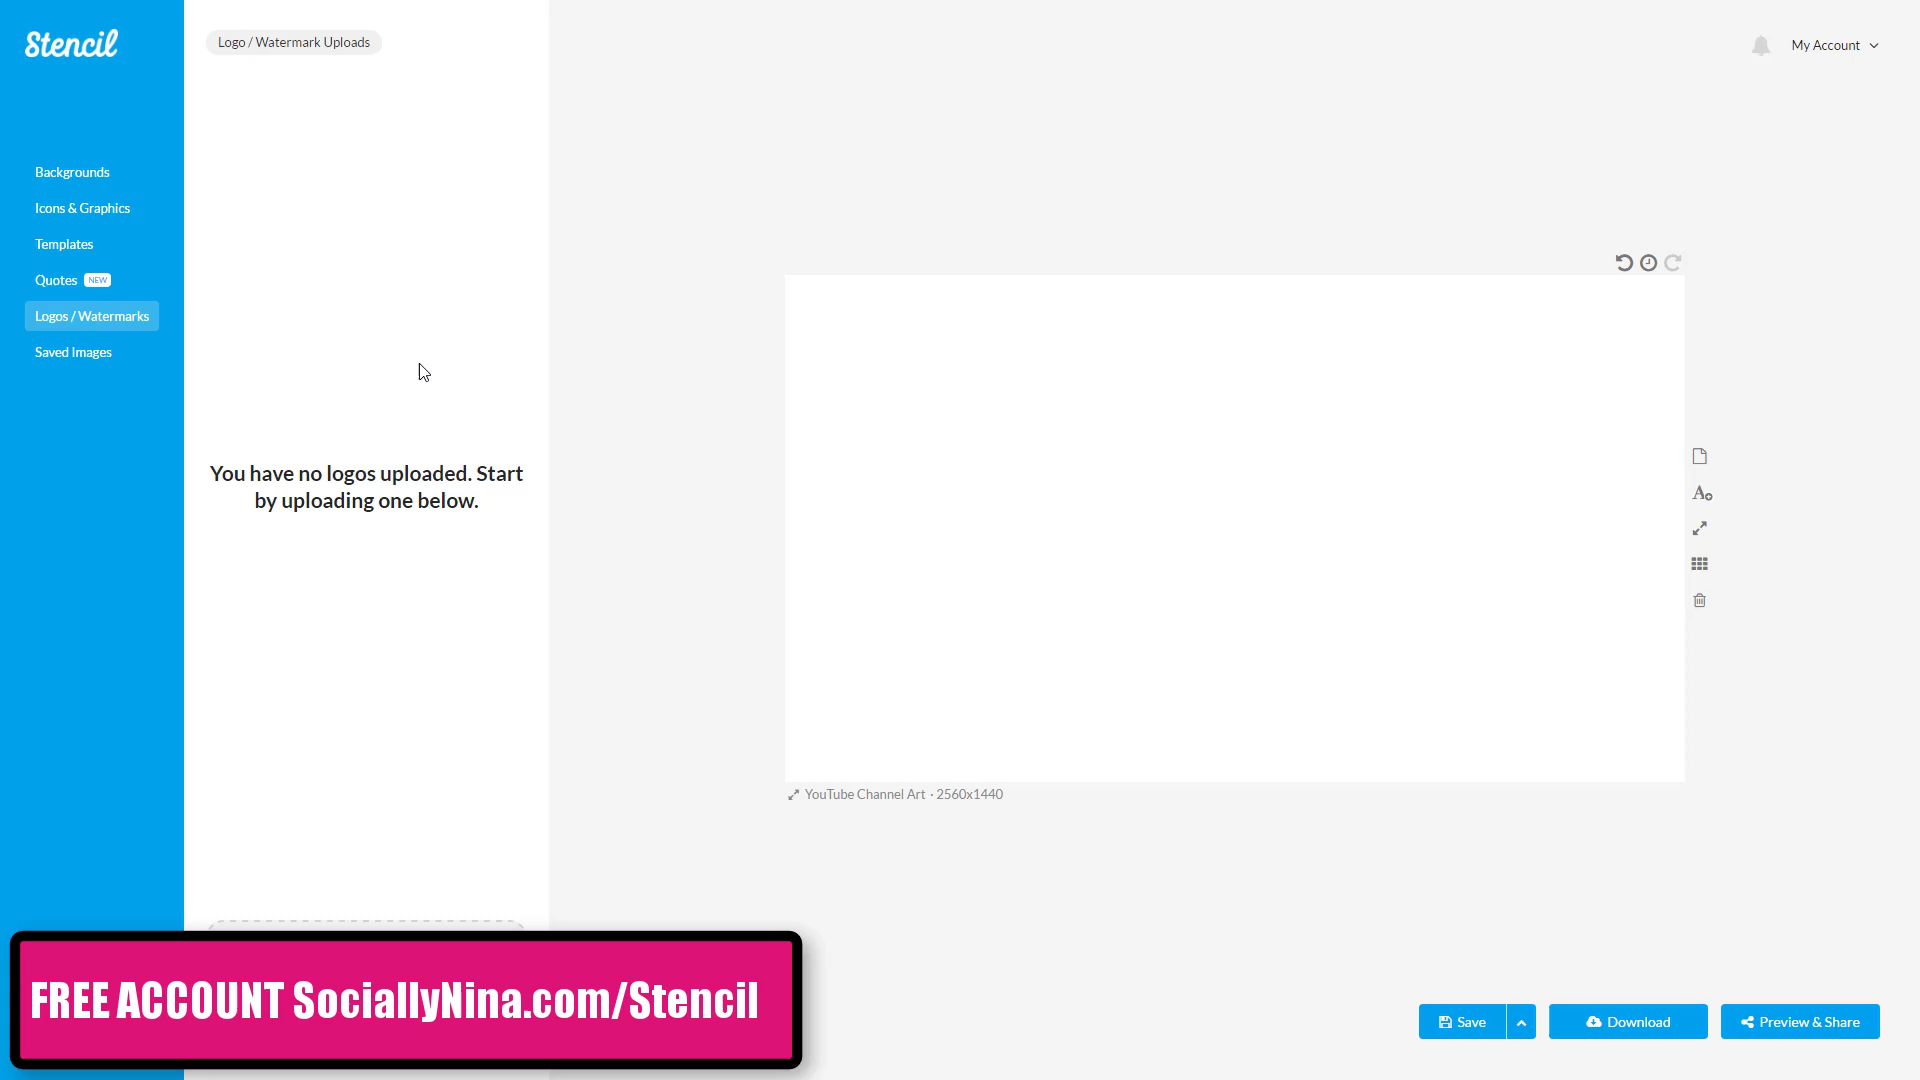 Stencil
Logo / Watermark Uploads
My Account
Backgrounds
Icons & Graphics
Templates
Quotes NEW
Logos / Watermarks
Saved Images
You have no logos uploaded. Start
by uploading one below.
YouTube Channel Art · 2560x1440
FREE ACCOUNT SociallyNina.com/Stencil
Save
Download
Preview & Share